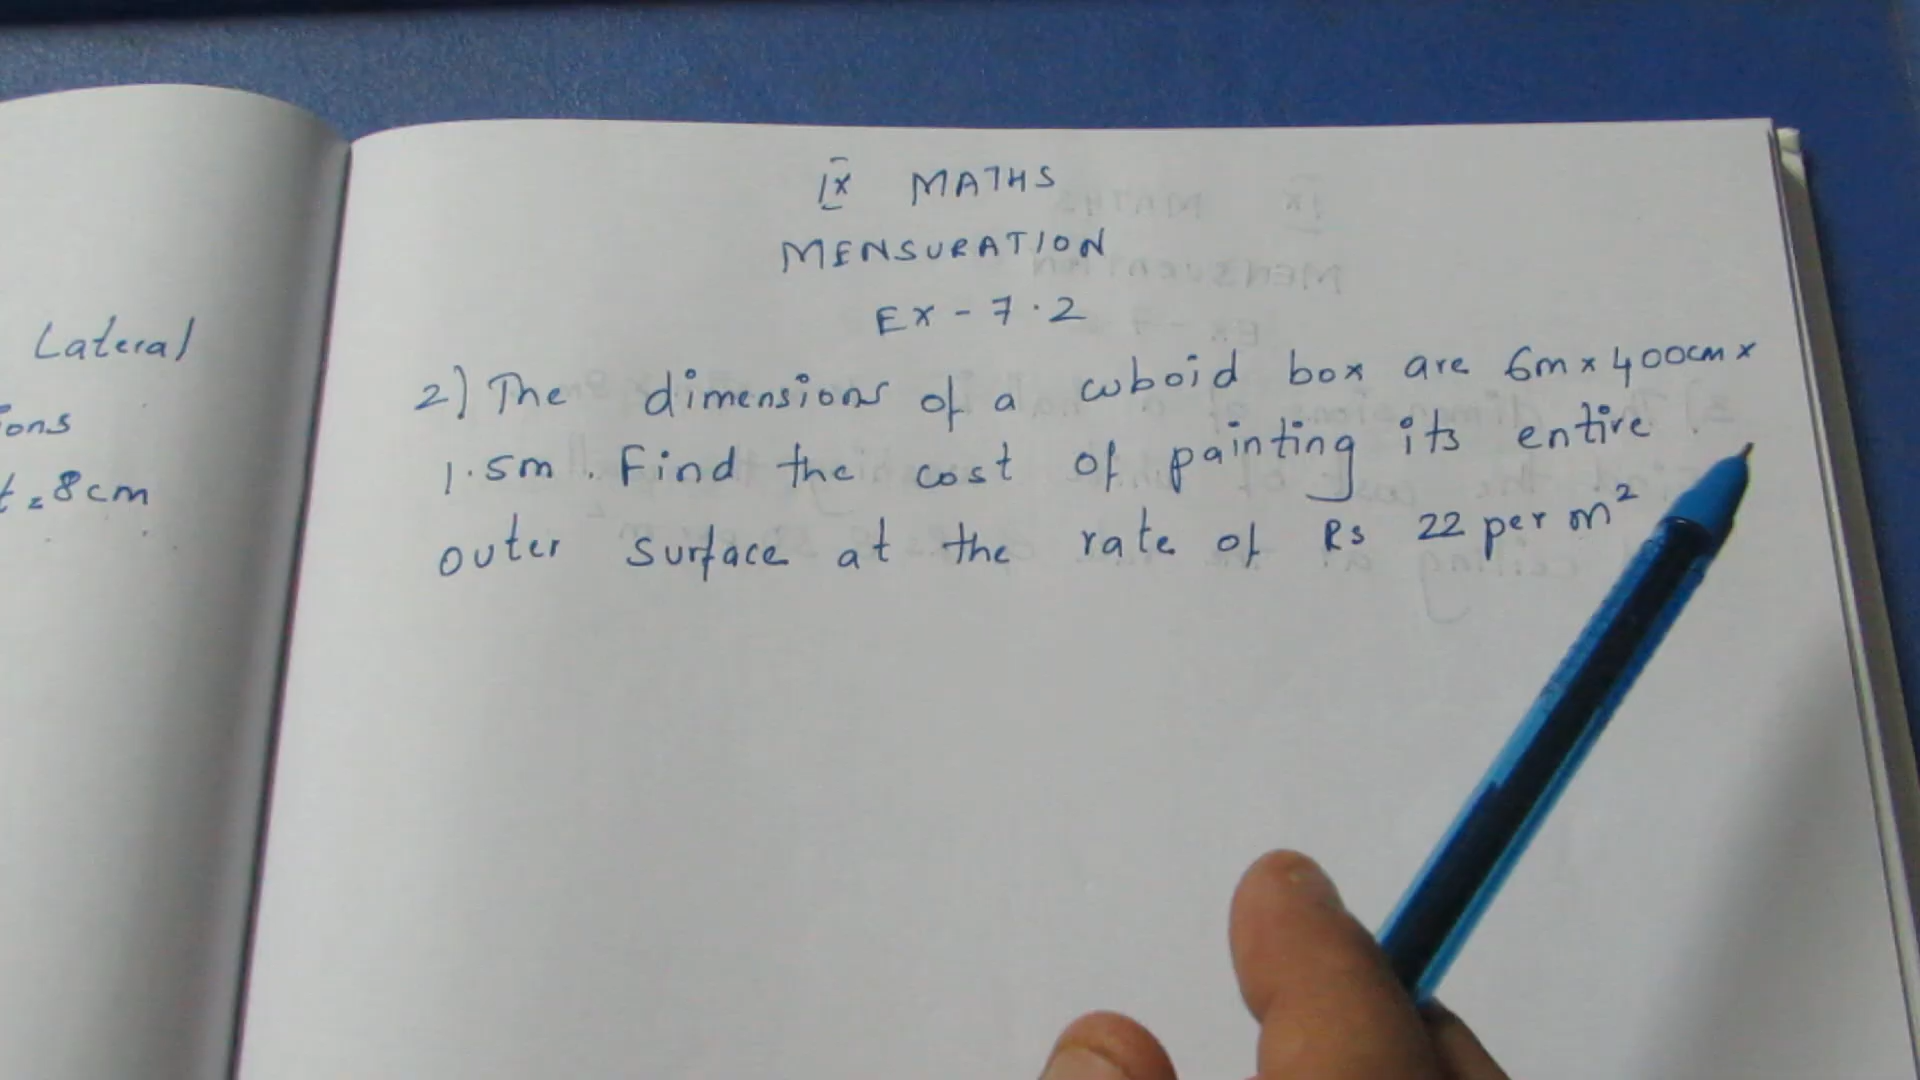 Lateral
ons
t = 8cm
IX MATHS
MENSURATION
Ex - 7.2
2) The dimensions of a cuboid box are 6m x 400cm x
1.5m. Find the cost of painting its entire
outer surface at the rate of Rs 22 per m²